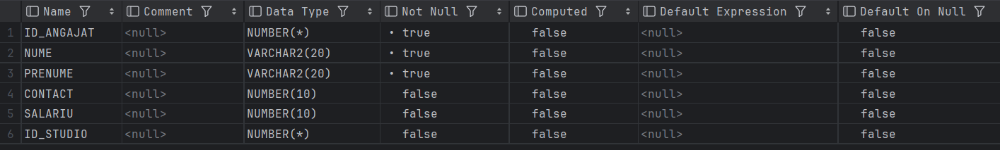 Name Comment Data Type Not Null Computed Default Expression Default On Null
1 ID_ANGAJAT <null> NUMBER(*) • true false <null> false
2 NUME <null> VARCHAR2(20) • true false <null> false
3 PRENUME <null> VARCHAR2(20) • true false <null> false
4 CONTACT <null> NUMBER(10) false false <null> false
5 SALARIU <null> NUMBER(10) false false <null> false
6 ID_STUDIO <null> NUMBER(*) false false <null> false